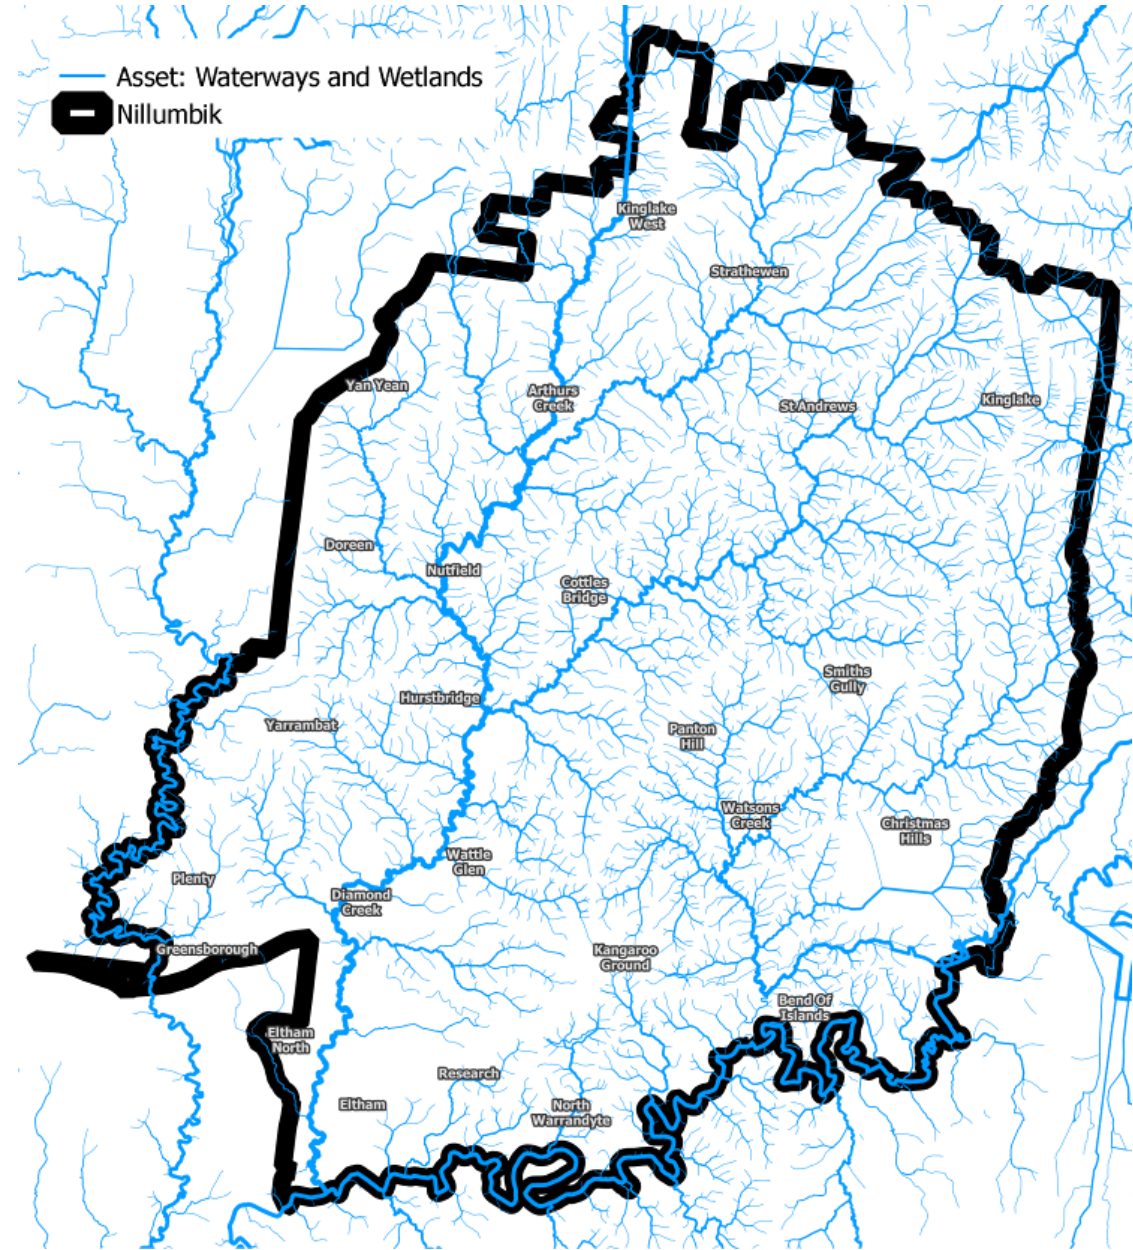 Asset: Waterways and Wetlands
Nillumbik
Kinglake
West
Strathewen
Yan Yean
Arthurs
Creek
St Andrews
Kinglake
Doreen
Nutfield
Cottles
Bridge
Smiths
Gully
Hurstbridge
Yarrambat
Panton
Hill
Watsons
Creek
Christmas
Hills
Wattle
Glen
Plenty
Diamond
Creek
Greensborough
Kangaroo
Ground
Bend Of
Islands
Eltham
North
Research
Eltham
North
Warrandyte